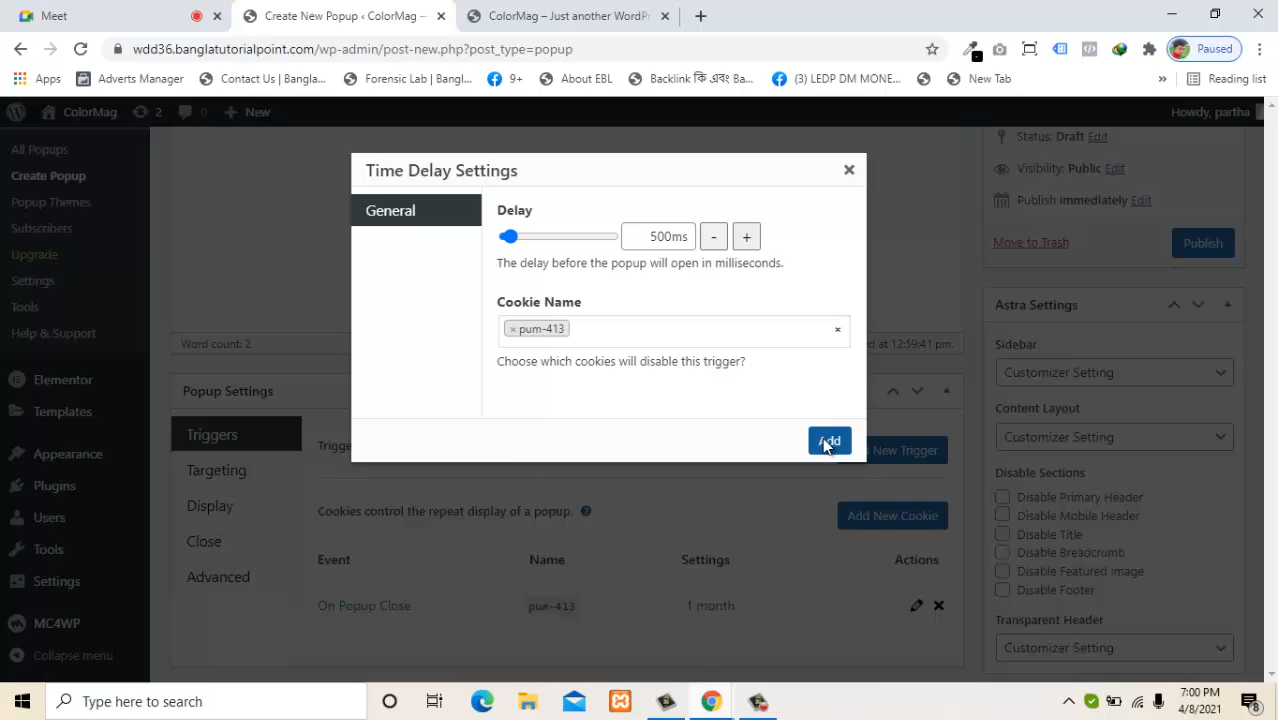 Meet
Create New Popup ‹ ColorMag —
ColorMag – Just another WordPr
wdd36.banglatutorialpoint.com/wp-admin/post-new.php?post_type=popup
Paused
Apps
Adverts Manager
Contact Us | Bangla...
Forensic Lab | Bangl...
9+
About EBL
(3) LEDP DM MONE...
New Tab
»
Reading list
ColorMag
2
0
New
Howdy, partha
All Popups
Create Popup
Popup Themes
Subscribers
Upgrade
Settings
Tools
Help & Support
Elementor
Templates
Appearance
Plugins
Users
Tools
Settings
MC4WP
Collapse menu
Time Delay Settings
General
Delay
500ms
-
+
The delay before the popup will open in milliseconds.
Cookie Name
× pum-413
×
Choose which cookies will disable this trigger?
Add
Word count: 2
at 12:59:41 pm.
Popup Settings
Triggers
Targeting
Display
Close
Advanced
Trigge
New Trigger
Cookies control the repeat display of a popup.
Add New Cookie
Event
Name
Settings
Actions
On Popup Close
pum-413
1 month
Status: Draft Edit
Visibility: Public Edit
Publish immediately Edit
Move to Trash
Publish
Astra Settings
Sidebar
Customizer Setting
Content Layout
Customizer Setting
Disable Sections
Disable Primary Header
Disable Mobile Header
Disable Title
Disable Breadcrumb
Disable Featured Image
Disable Footer
Transparent Header
Customizer Setting
Type here to search
7:00 PM
4/8/2021
8